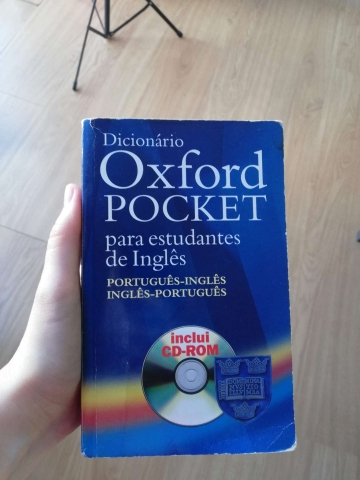 Dicionário
Oxford
POCKET
para estudantes
de Inglês
PORTUGUÊS-INGLÊS
INGLÊS-PORTUGUÊS
inclui
CD-ROM